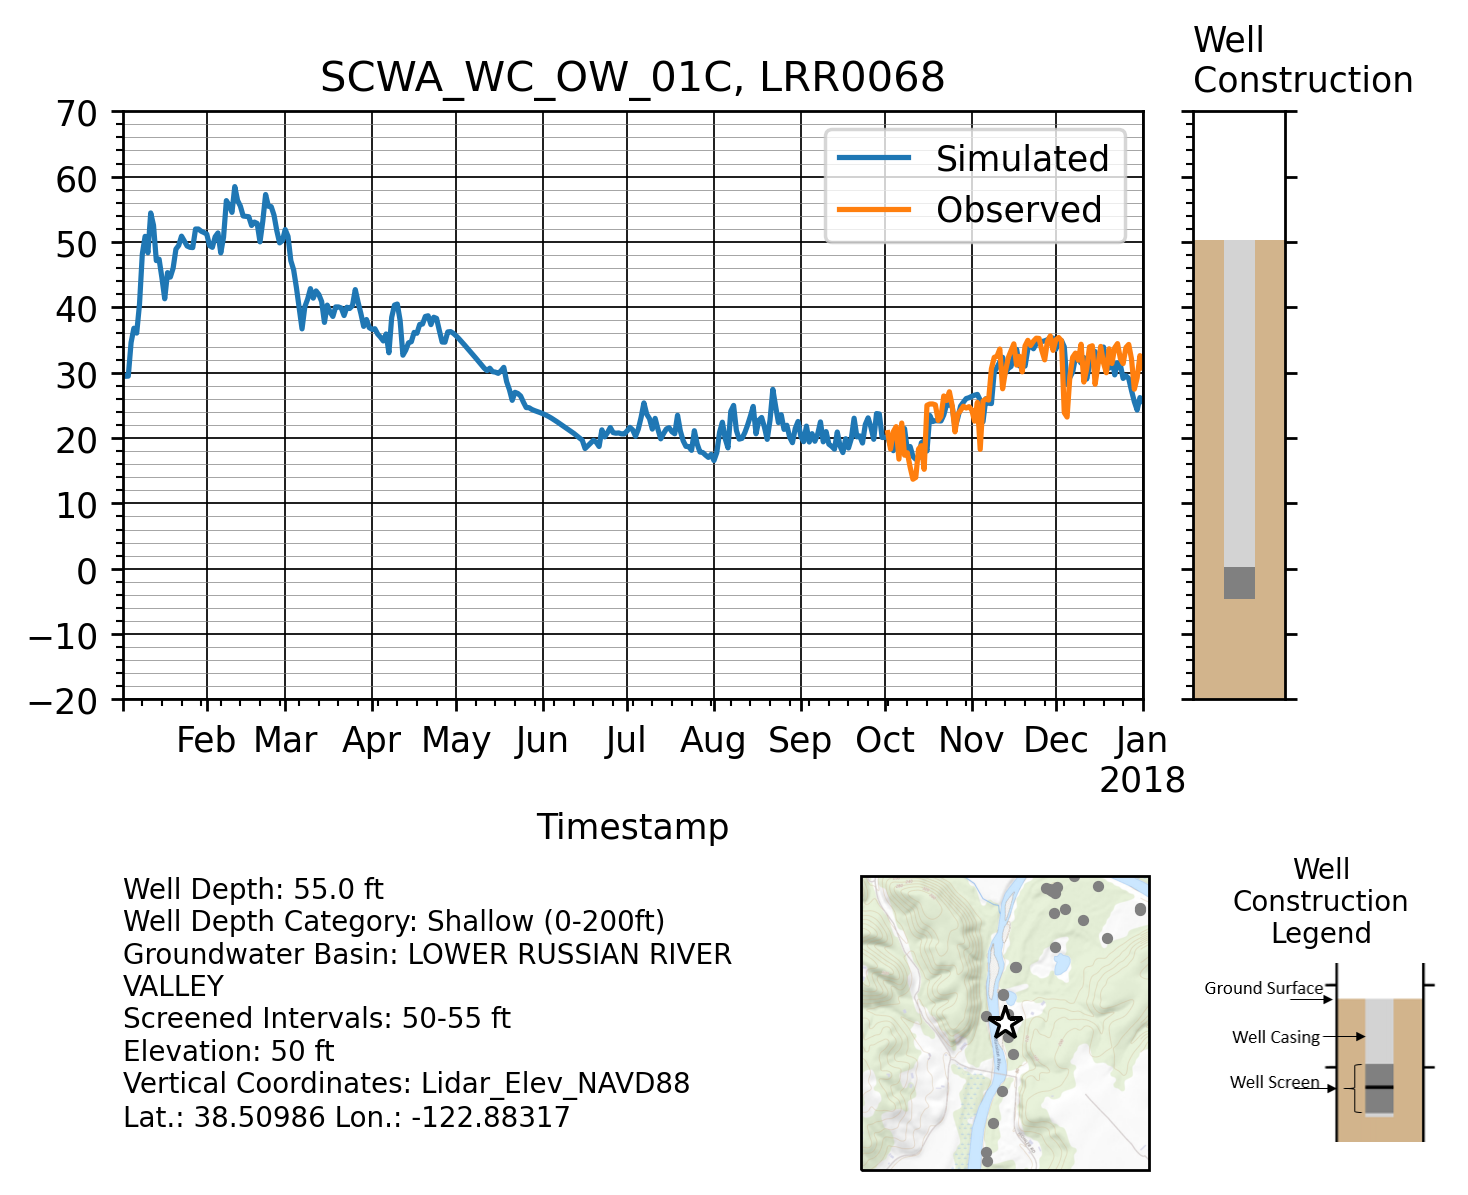 Well
Construction
SCWA_WC_OW_01C, LRR0068
70
60
50
40
30
20
10
0
−10
−20
Simulated
Observed
Feb Mar Apr May Jun Jul Aug Sep Oct Nov Dec Jan
2018
Timestamp
Well Depth: 55.0 ft
Well Depth Category: Shallow (0-200ft)
Groundwater Basin: LOWER RUSSIAN RIVER
VALLEY
Screened Intervals: 50-55 ft
Elevation: 50 ft
Vertical Coordinates: Lidar_Elev_NAVD88
Lat.: 38.50986 Lon.: -122.88317
Well
Construction
Legend
Ground Surface
Well Casing
Well Screen